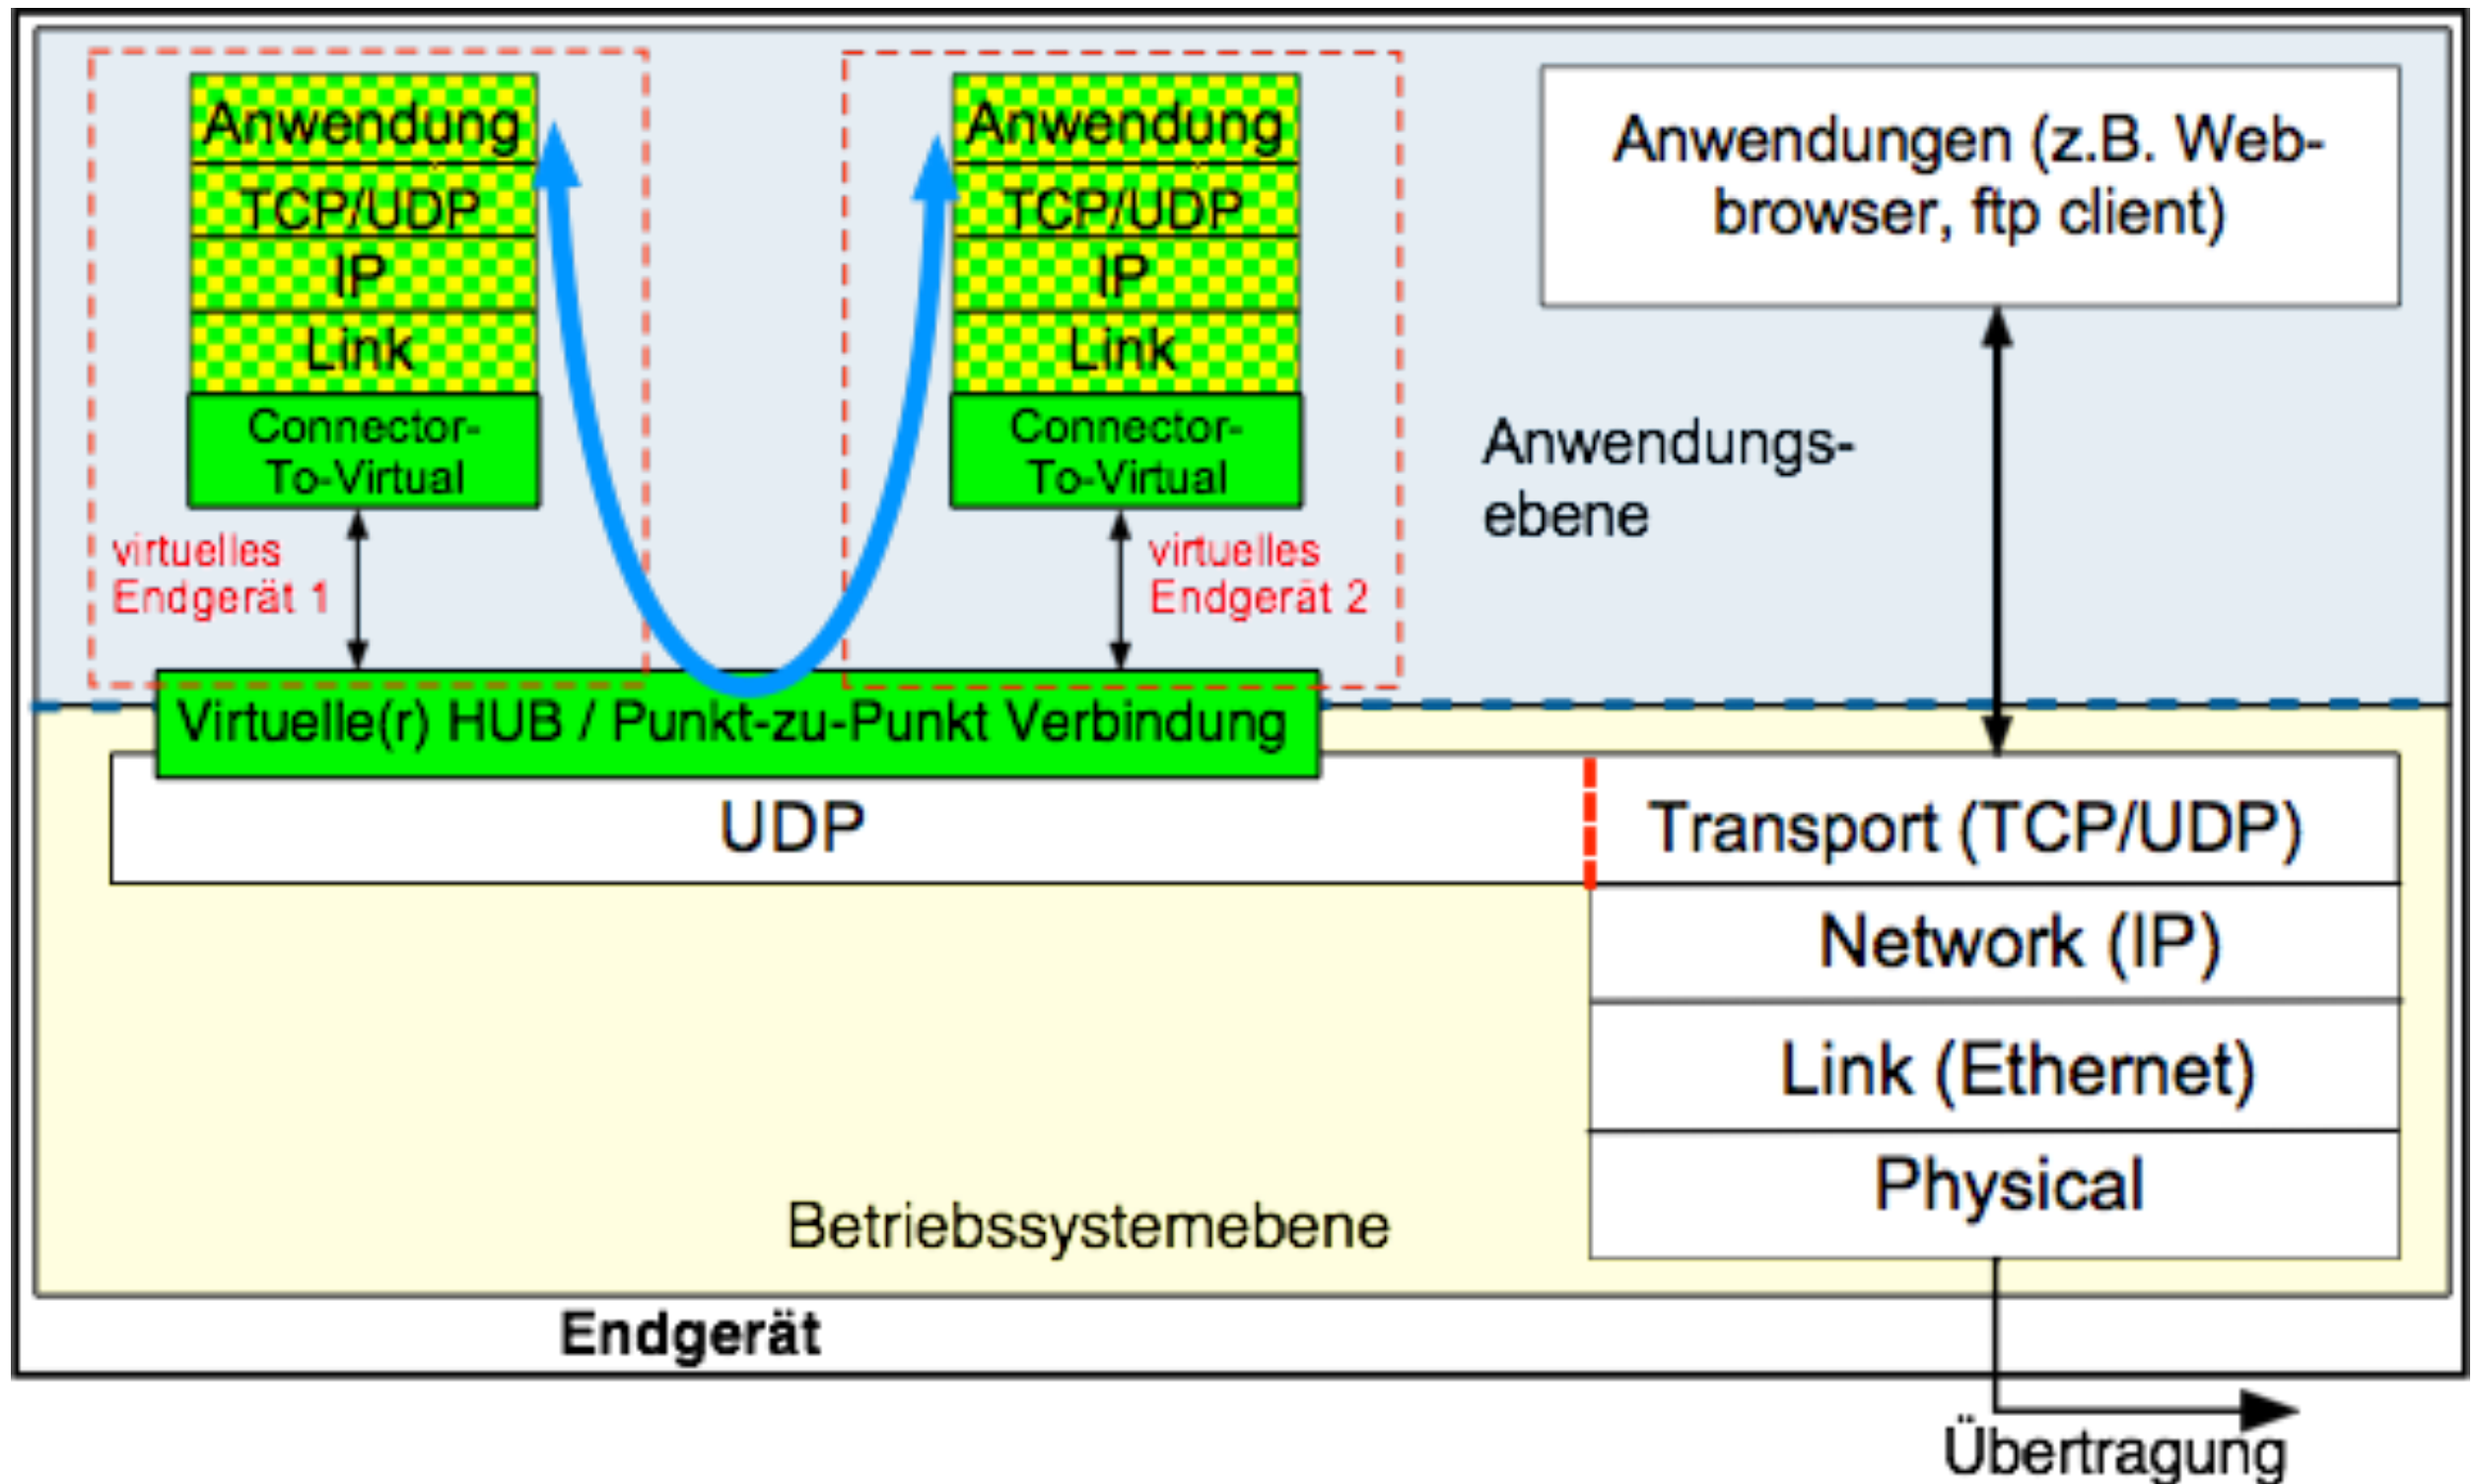 Anwendung
TCP/UDP
IP
Link
Connector-
To-Virtual
virtuelles
Endgerät 1
Anwendung
TCP/UDP
IP
Link
Connector-
To-Virtual
virtuelles
Endgerät 2
Anwendungen (z.B. Web-
browser, ftp client)
Anwendungs-
ebene
Virtuelle(r) HUB / Punkt-zu-Punkt Verbindung
UDP
Transport (TCP/UDP)
Network (IP)
Link (Ethernet)
Physical
Betriebssystemebene
Endgerät
Übertragung